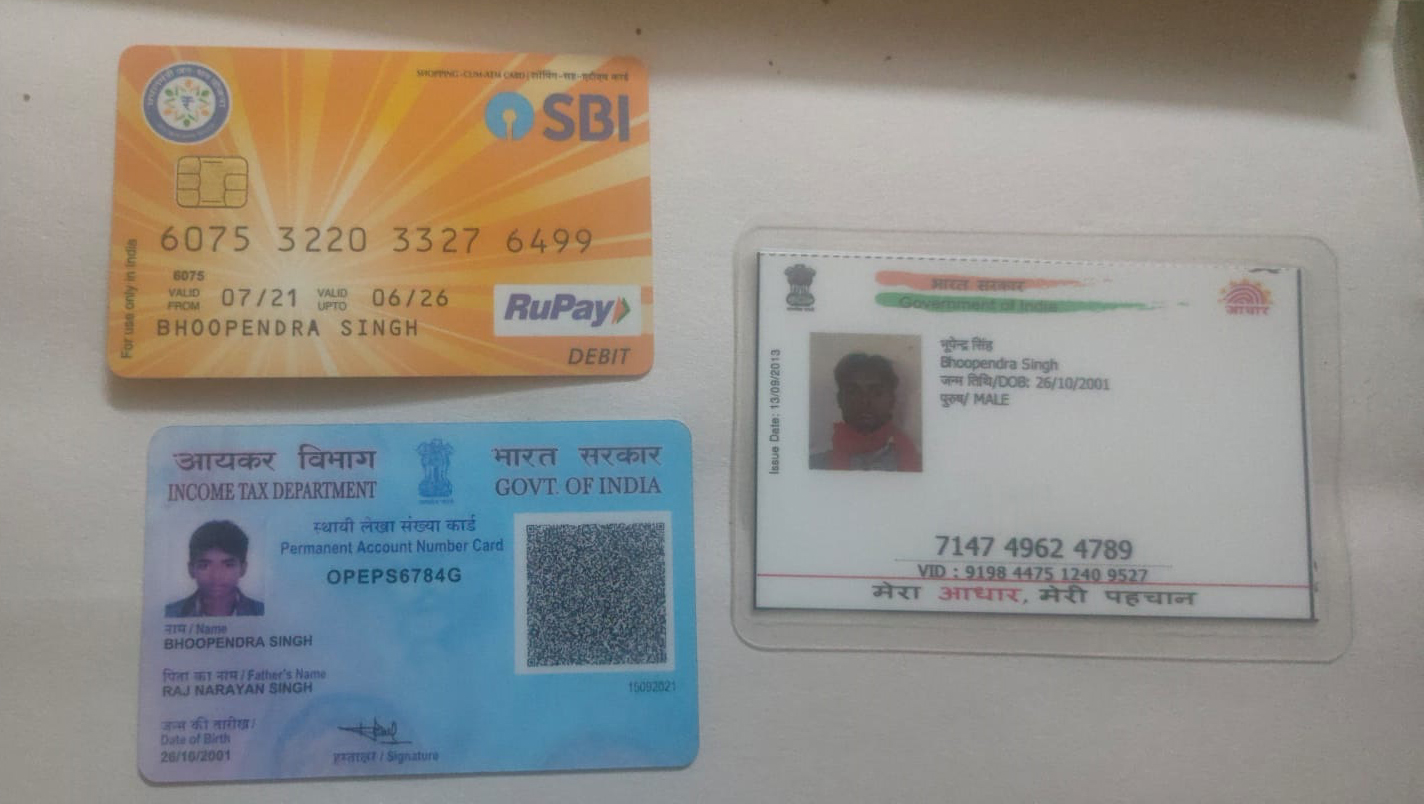 SHOPPING-CUM-ATM CARD | शॉपिंग-सह-एटीएम कार्ड
SBI
6075 3220 3327 6499
6075
VALID FROM 07/21 VALID UPTO 06/26
BHOOPENDRA SINGH
RuPay
DEBIT
For use only in India
आयकर विभाग
INCOME TAX DEPARTMENT
भारत सरकार
GOVT. OF INDIA
स्थायी लेखा संख्या कार्ड
Permanent Account Number Card
OPEPS6784G
नाम / Name
BHOOPENDRA SINGH
पिता का नाम / Father's Name
RAJ NARAYAN SINGH
जन्म की तारीख /
Date of Birth
26/10/2001
हस्ताक्षर / Signature
15092021
भारत सरकार
Government of India
आधार
Issue Date: 13/09/2013
भूपेन्द्र सिंह
Bhoopendra Singh
जन्म तिथि/DOB: 26/10/2001
पुरुष/ MALE
7147 4962 4789
VID : 9198 4475 1240 9527
मेरा आधार, मेरी पहचान